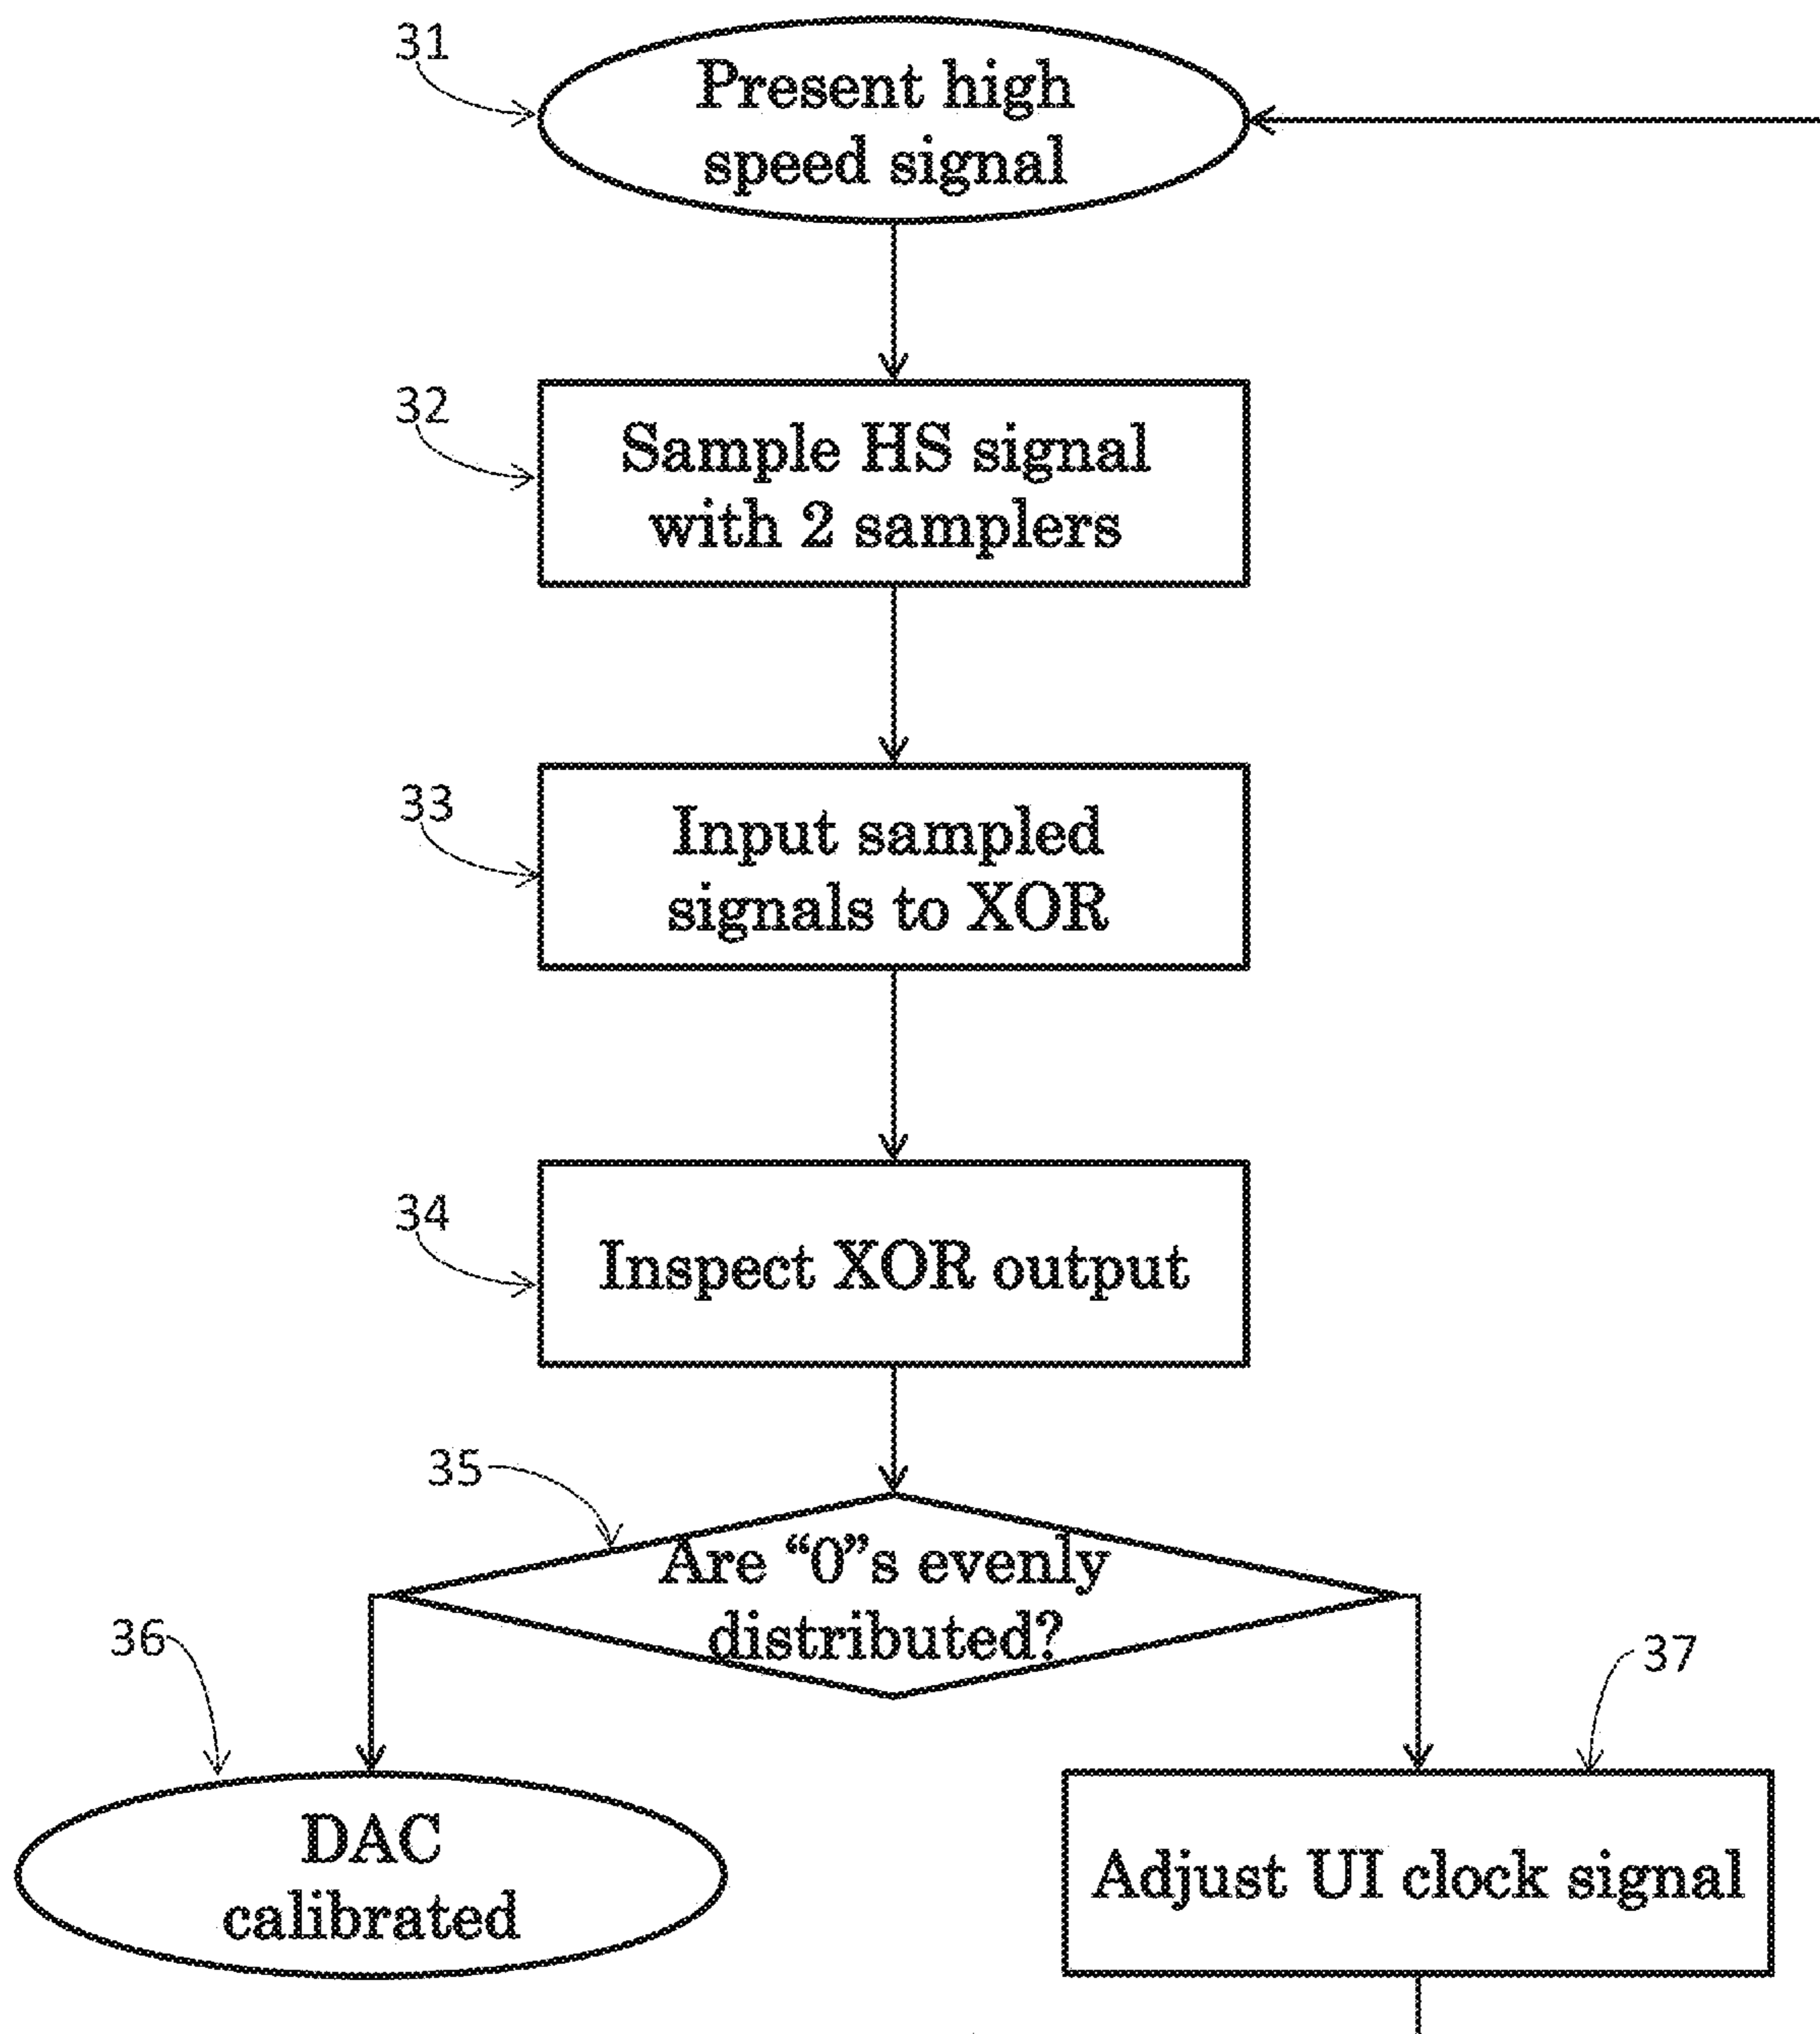 31
Present high
speed signal
32
Sample HS signal
with 2 samplers
33
Input sampled
signals to XOR
34
Inspect XOR output
35
Are “0”s evenly
distributed?
36
37
DAC
calibrated
Adjust UI clock signal